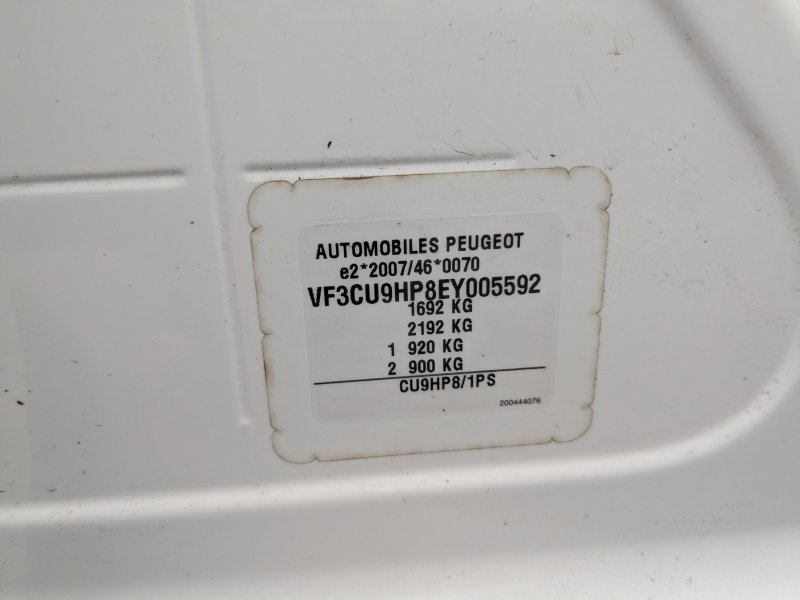 AUTOMOBILES PEUGEOT
e2*2007/46*0070
VF3CU9HP8EY005592
1692 KG
2192 KG
1 920 KG
2 900 KG
CU9HP8/1PS
200444076